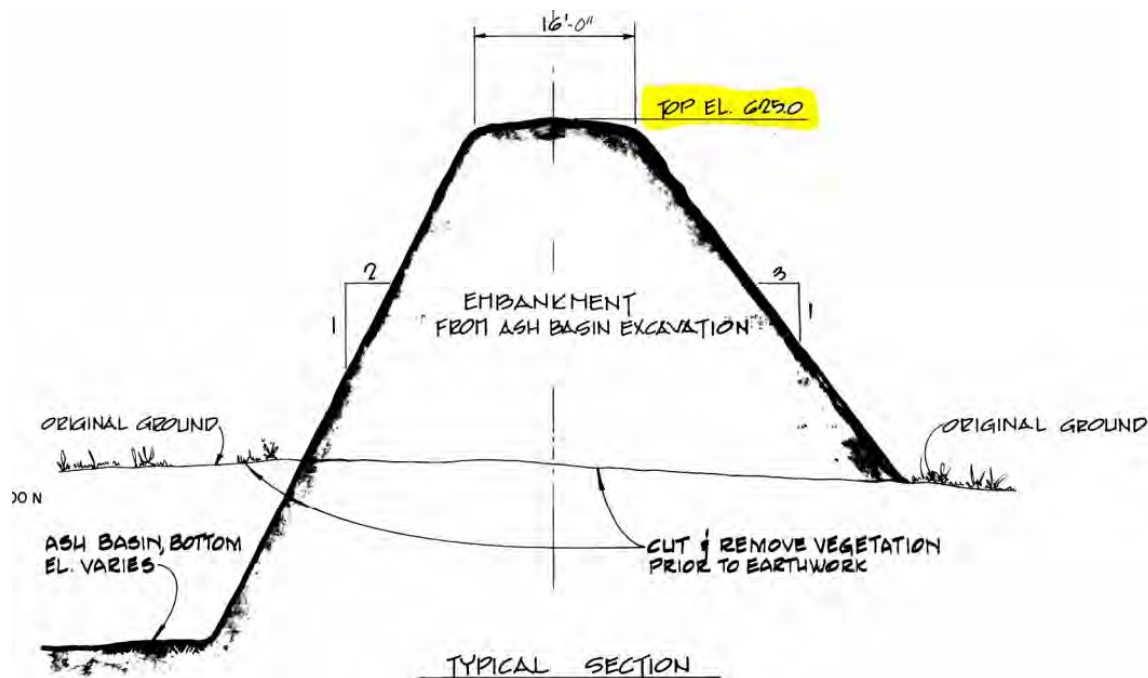 16'-0"
TOP EL. 625.0
2
1
3
1
EMBANKMENT
FROM ASH BASIN EXCAVATION
ORIGINAL GROUND
ORIGINAL GROUND
00 N
ASH BASIN, BOTTOM
EL. VARIES
CUT & REMOVE VEGETATION
PRIOR TO EARTHWORK
TYPICAL SECTION